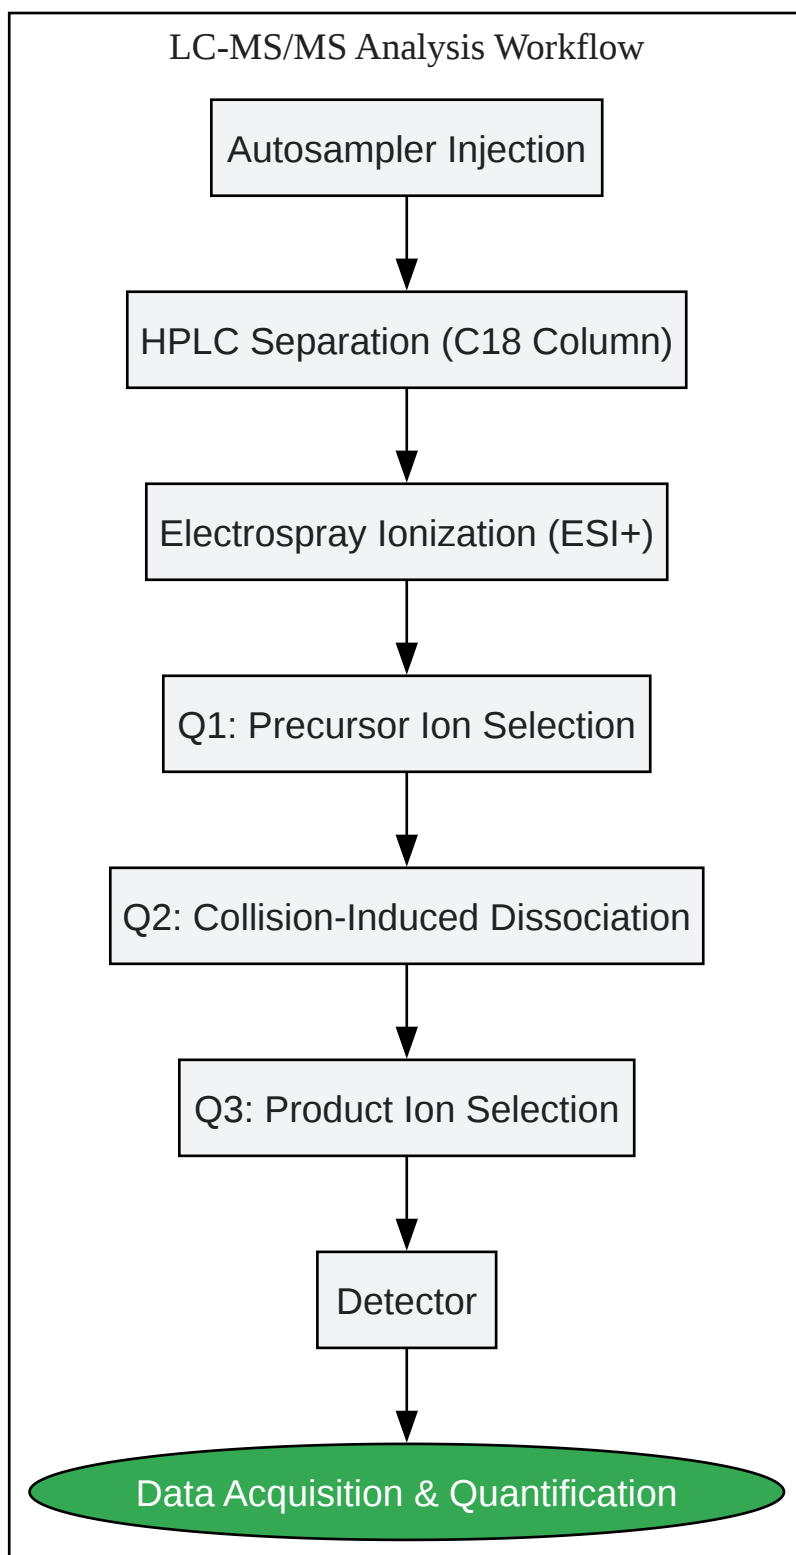 LC-MS/MS Analysis Workflow
Autosampler Injection
HPLC Separation (C18 Column)
Electrospray Ionization (ESI+)
Q1: Precursor Ion Selection
Q2: Collision-Induced Dissociation
Q3: Product Ion Selection
Detector
Data Acquisition & Quantification